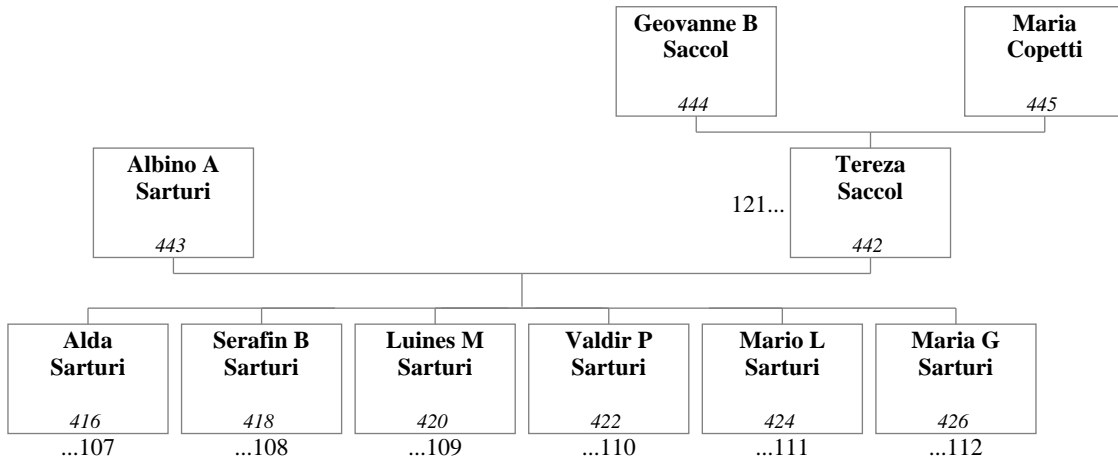 Geovanne B
Saccol
444
Maria
Copetti
445
Albino A
Sarturi
443
121...
Tereza
Saccol
442
Alda
Sarturi
416
...107
Serafin B
Sarturi
418
...108
Luines M
Sarturi
420
...109
Valdir P
Sarturi
422
...110
Mario L
Sarturi
424
...111
Maria G
Sarturi
426
...112